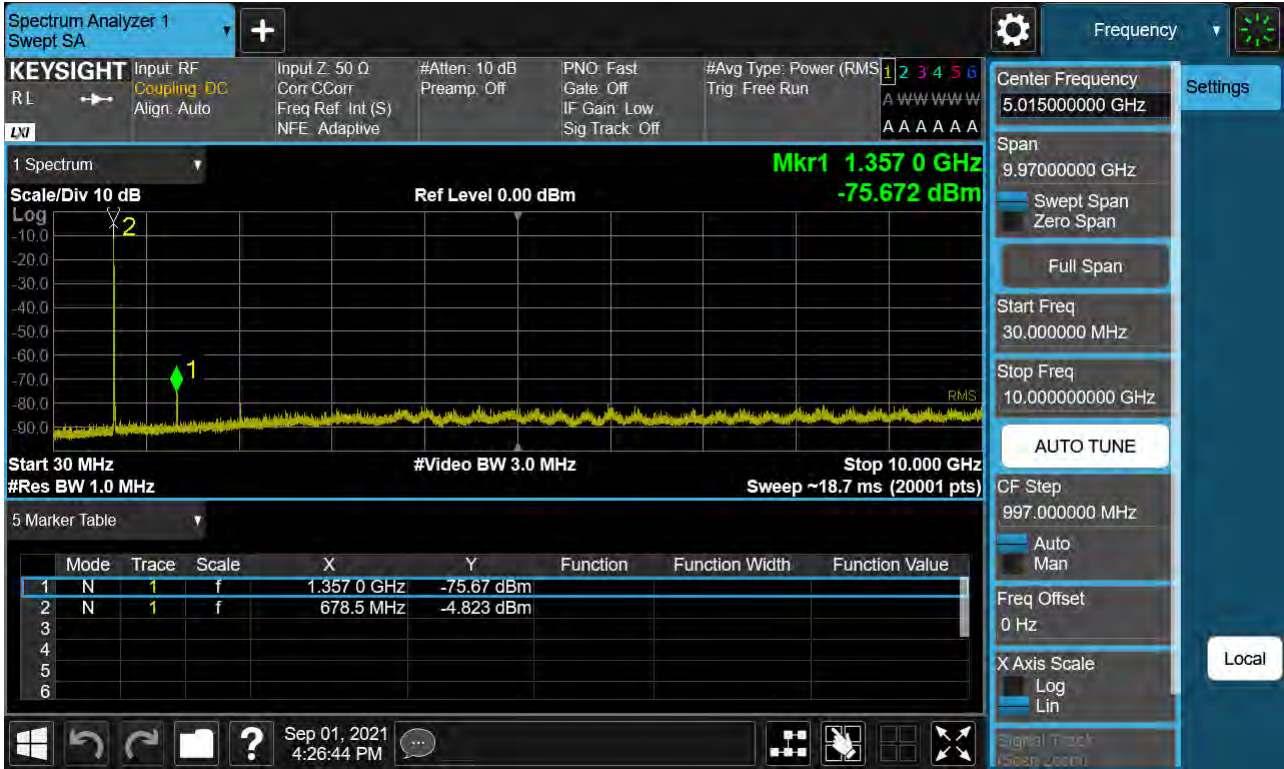 Spectrum Analyzer 1
Swept SA
+
Frequency
KEYSIGHT
R L
LXI
Input: RF
Coupling: DC
Align: Auto
Input Z: 50 Ω
Corr CCorr
Freq Ref: Int (S)
NFE: Adaptive
#Atten: 10 dB
Preamp: Off
PNO: Fast
Gate: Off
IF Gain: Low
Sig Track: Off
#Avg Type: Power (RMS
Trig: Free Run
1 2 3 4 5 6
A W W W W W
A A A A A A
Center Frequency
5.015000000 GHz
Settings
Span
9.97000000 GHz
Swept Span
Zero Span
Full Span
Start Freq
30.000000 MHz
Stop Freq
10.000000000 GHz
AUTO TUNE
CF Step
997.000000 MHz
Auto
Man
Freq Offset
0 Hz
X Axis Scale
Log
Lin
Signal Track
(Span Zoom)
Local
1 Spectrum
Mkr1 1.357 0 GHz
-75.672 dBm
Scale/Div 10 dB
Ref Level 0.00 dBm
Log
2
-10.0
-20.0
-30.0
-40.0
-50.0
-60.0
1
-70.0
-80.0
RMS
-90.0
Start 30 MHz
#Video BW 3.0 MHz
Stop 10.000 GHz
#Res BW 1.0 MHz
Sweep ~18.7 ms (20001 pts)
5 Marker Table
Mode Trace Scale X Y Function Function Width Function Value
1 N 1 f 1.357 0 GHz -75.67 dBm
2 N 1 f 678.5 MHz -4.823 dBm
3
4
5
6
?
Sep 01, 2021
4:26:44 PM